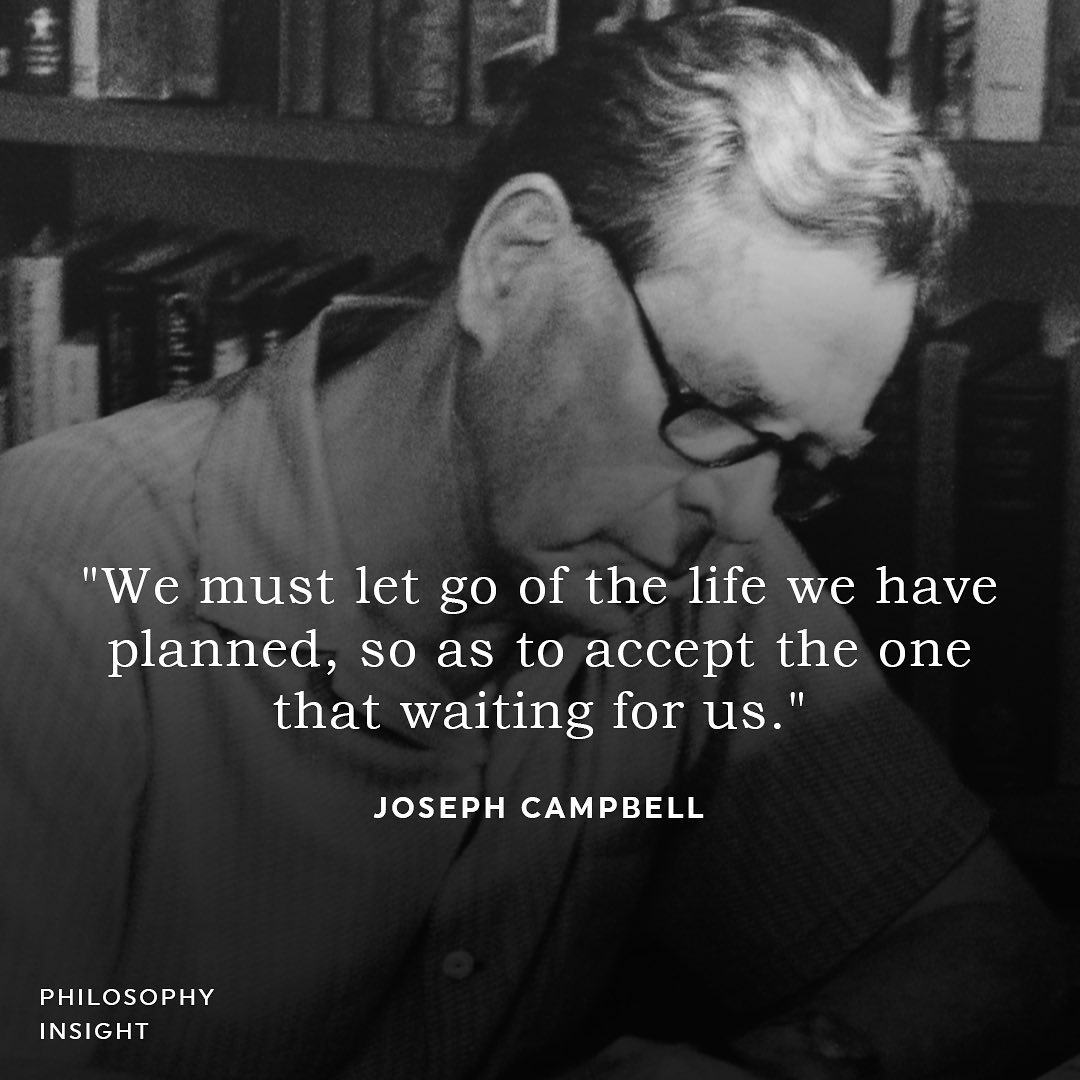 "We must let go of the life we have
planned, so as to accept the one
that waiting for us."
JOSEPH CAMPBELL
PHILOSOPHY
INSIGHT